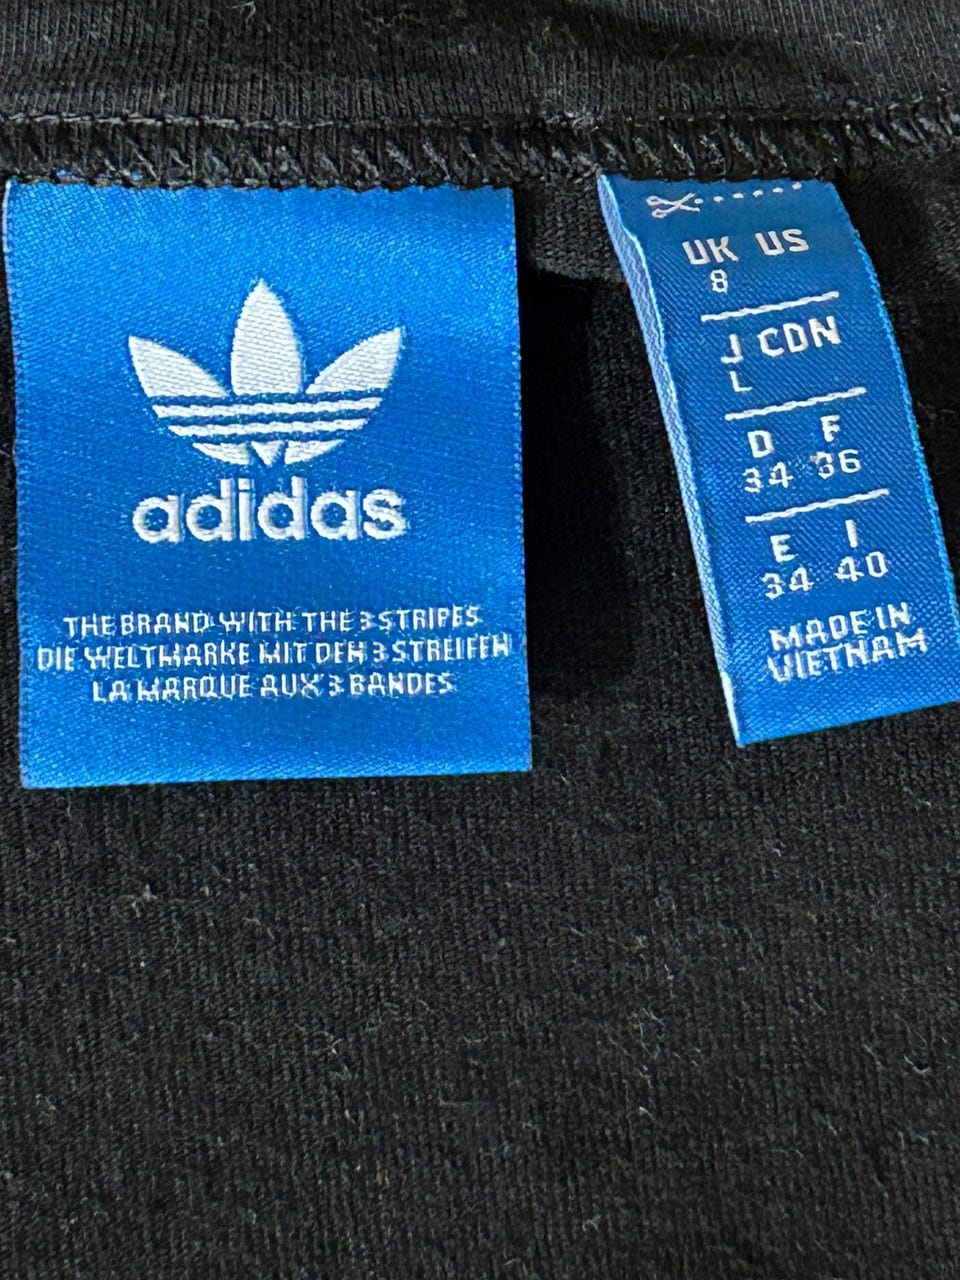 adidas
THE BRAND WITH THE 3 STRIPES
DIE WELTMARKE MIT DEN 3 STREIFEN
LA MARQUE AUX 3 BANDES
UK US
8
J CDN
L
D F
34 36
E I
34 40
MADE IN
VIETNAM